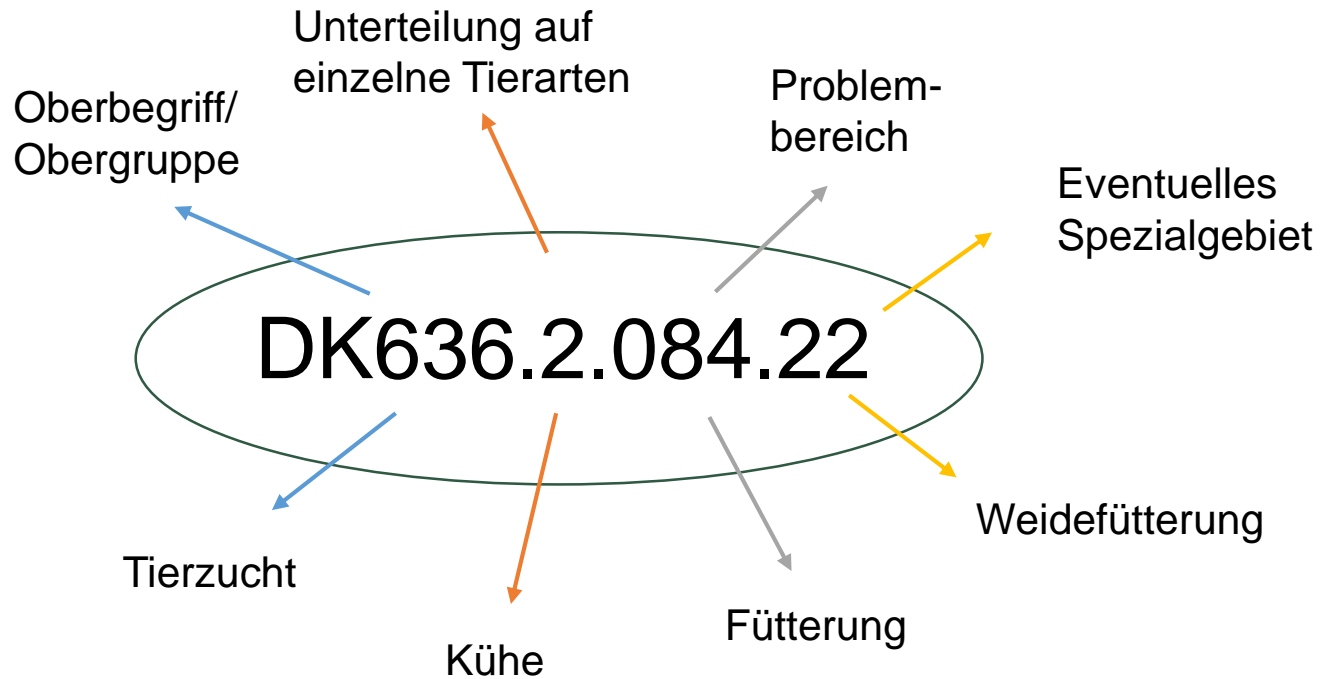 Unterteilung auf
einzelne Tierarten
Problem-
bereich
Oberbegriff/
Obergruppe
Eventuelles
Spezialgebiet
DK636.2.084.22
Weidefütterung
Tierzucht
Fütterung
Kühe